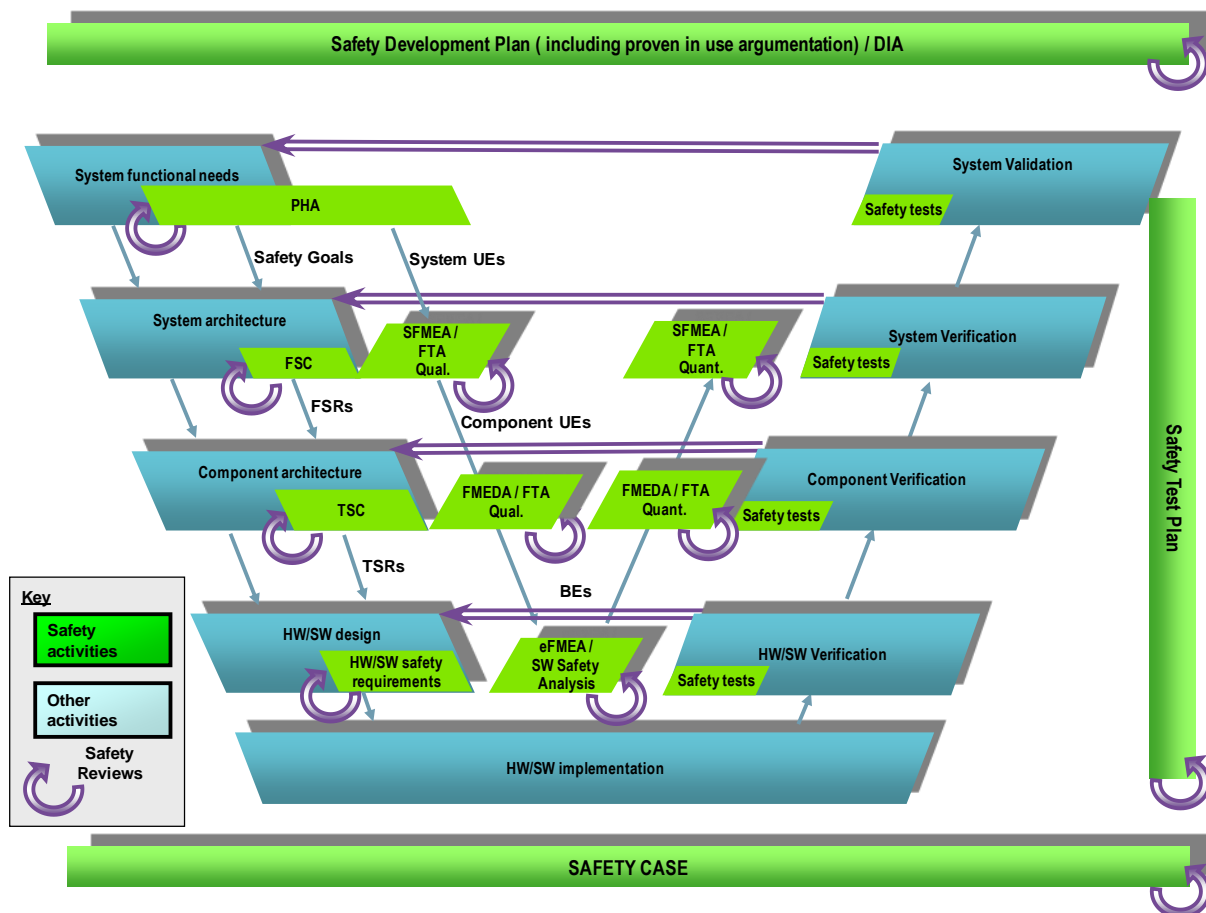 Safety Development Plan ( including proven in use argumentation) / DIA
System functional needs
PHA
System Validation
Safety tests
Safety Goals
System UEs
System architecture
FSC
SFMEA /
FTA
Qual.
SFMEA /
FTA
Quant.
System Verification
Safety tests
FSRs
Component UEs
Component architecture
TSC
FMEDA / FTA
Qual.
FMEDA / FTA
Quant.
Component Verification
Safety tests
Safety Test Plan
TSRs
BEs
HW/SW design
HW/SW safety
requirements
eFMEA /
SW Safety
Analysis
HW/SW Verification
Safety tests
HW/SW implementation
Key
Safety
activities
Other
activities
Safety
Reviews
SAFETY CASE